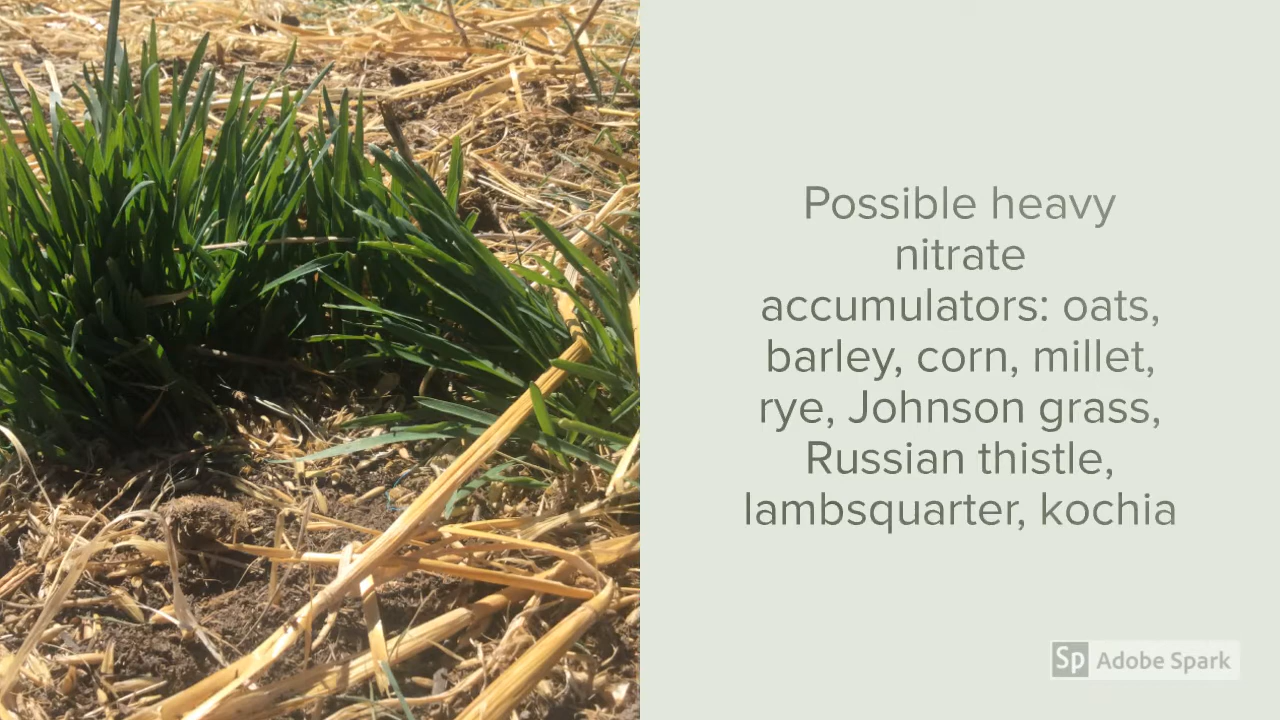 Possible heavy
nitrate
accumulators: oats,
barley, corn, millet,
rye, Johnson grass,
Russian thistle,
lambsquarter, kochia
Sp Adobe Spark